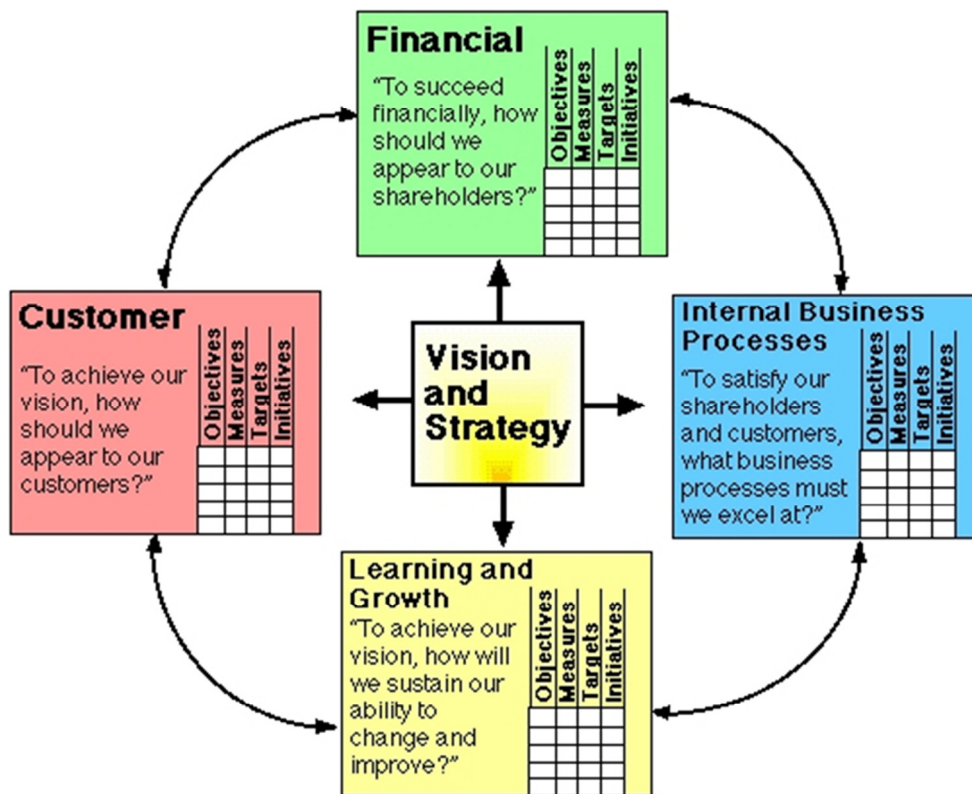 Financial
“To succeed
financially, how
should we
appear to our
shareholders?”
Objectives
Measures
Targets
Initiatives
Customer
“To achieve our
vision, how
should we
appear to our
customers?”
Objectives
Measures
Targets
Initiatives
Vision
and
Strategy
Internal Business
Processes
“To satisfy our
shareholders
and customers,
what business
processes must
we excel at?”
Objectives
Measures
Targets
Initiatives
Learning and
Growth
“To achieve our
vision, how will
we sustain our
ability to
change and
improve?”
Objectives
Measures
Targets
Initiatives